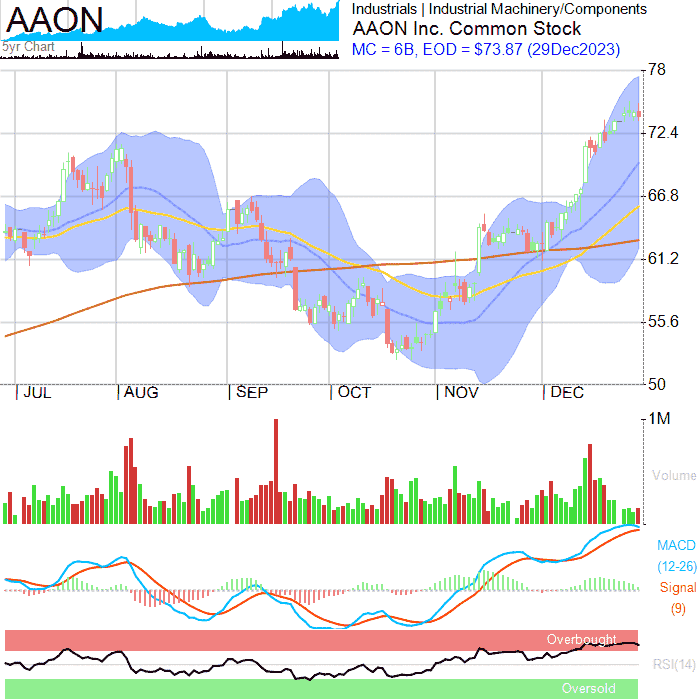 AAON
5yr Chart
Industrials | Industrial Machinery/Components
AAON Inc. Common Stock
MC = 6B, EOD = $73.87 (29Dec2023)
78
72.4
66.8
61.2
55.6
50
JUL
AUG
SEP
OCT
NOV
DEC
1M
Volume
MACD
(12-26)
Signal
(9)
Overbought
RSI(14)
Oversold